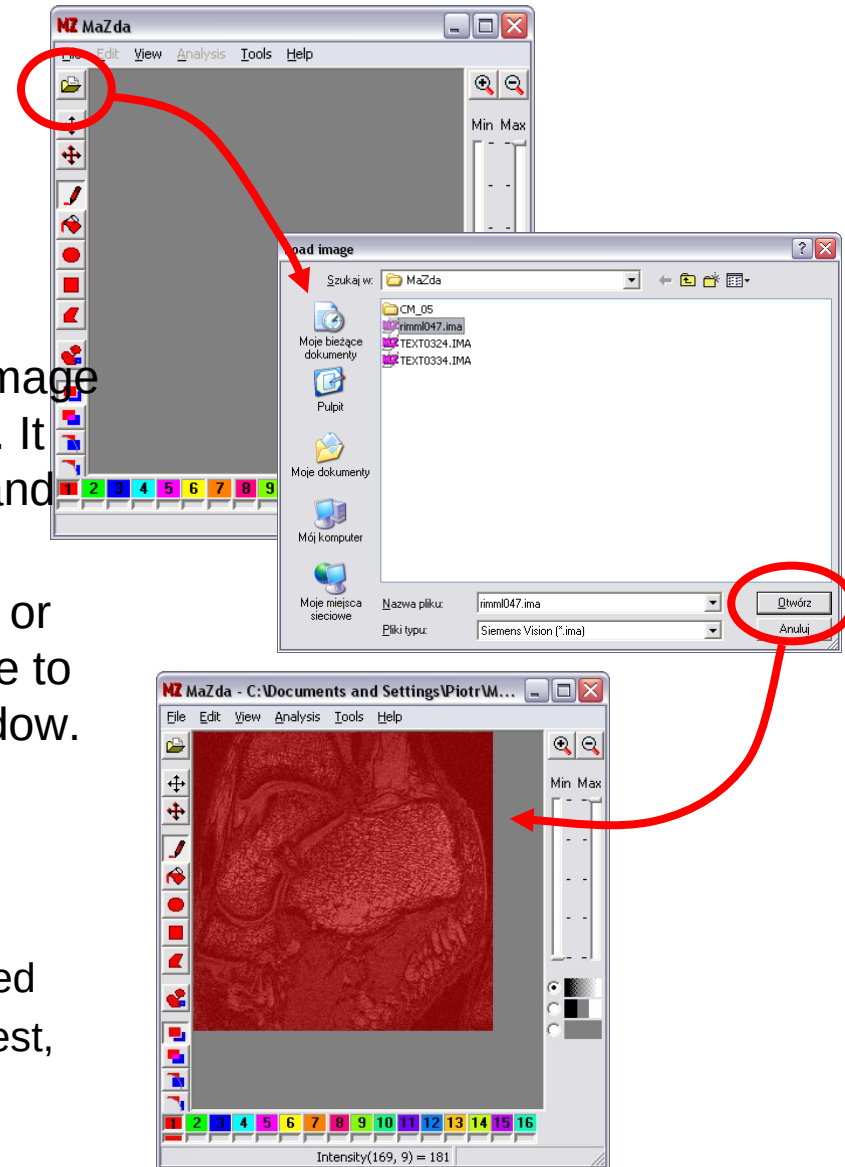 MaZda
File Edit View Analysis Tools Help
Min Max
Load image
Szukaj w: MaZda
CM_05
rimml047.ima
TEXT0324.IMA
TEXT0334.IMA
Moje bieżące
dokumenty
Pulpit
Moje dokumenty
Mój komputer
Moje miejsca
sieciowe
Nazwa pliku: rimml047.ima
Otwórz
Pliki typu: Siemens Vision (*.ima)
Anuluj
mage
. It
and
or
e to
dow.
1 2 3 4 5 6 7 8 9
MaZda - C:\Documents and Settings\Piotr\M...
File Edit View Analysis Tools Help
Min Max
ed
est,
1 2 3 4 5 6 7 8 9 10 11 12 13 14 15 16
Intensity(169, 9) = 181